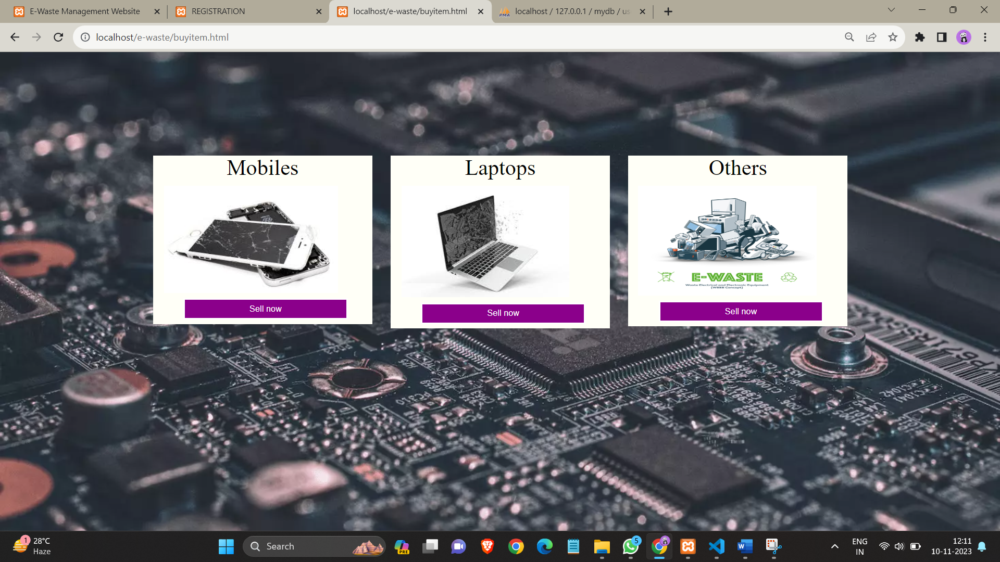 E-Waste Management Website
REGISTRATION
localhost/e-waste/buyitem.html
localhost / 127.0.0.1 / mydb / us
localhost/e-waste/buyitem.html
Mobiles
Laptops
Others
E-WASTE
Waste Electrical and Electronic Equipment
(WEEE Concept)
Sell now
Sell now
Sell now
1
28°C
Haze
Search
PRE
5
ENG
IN
12:11
10-11-2023